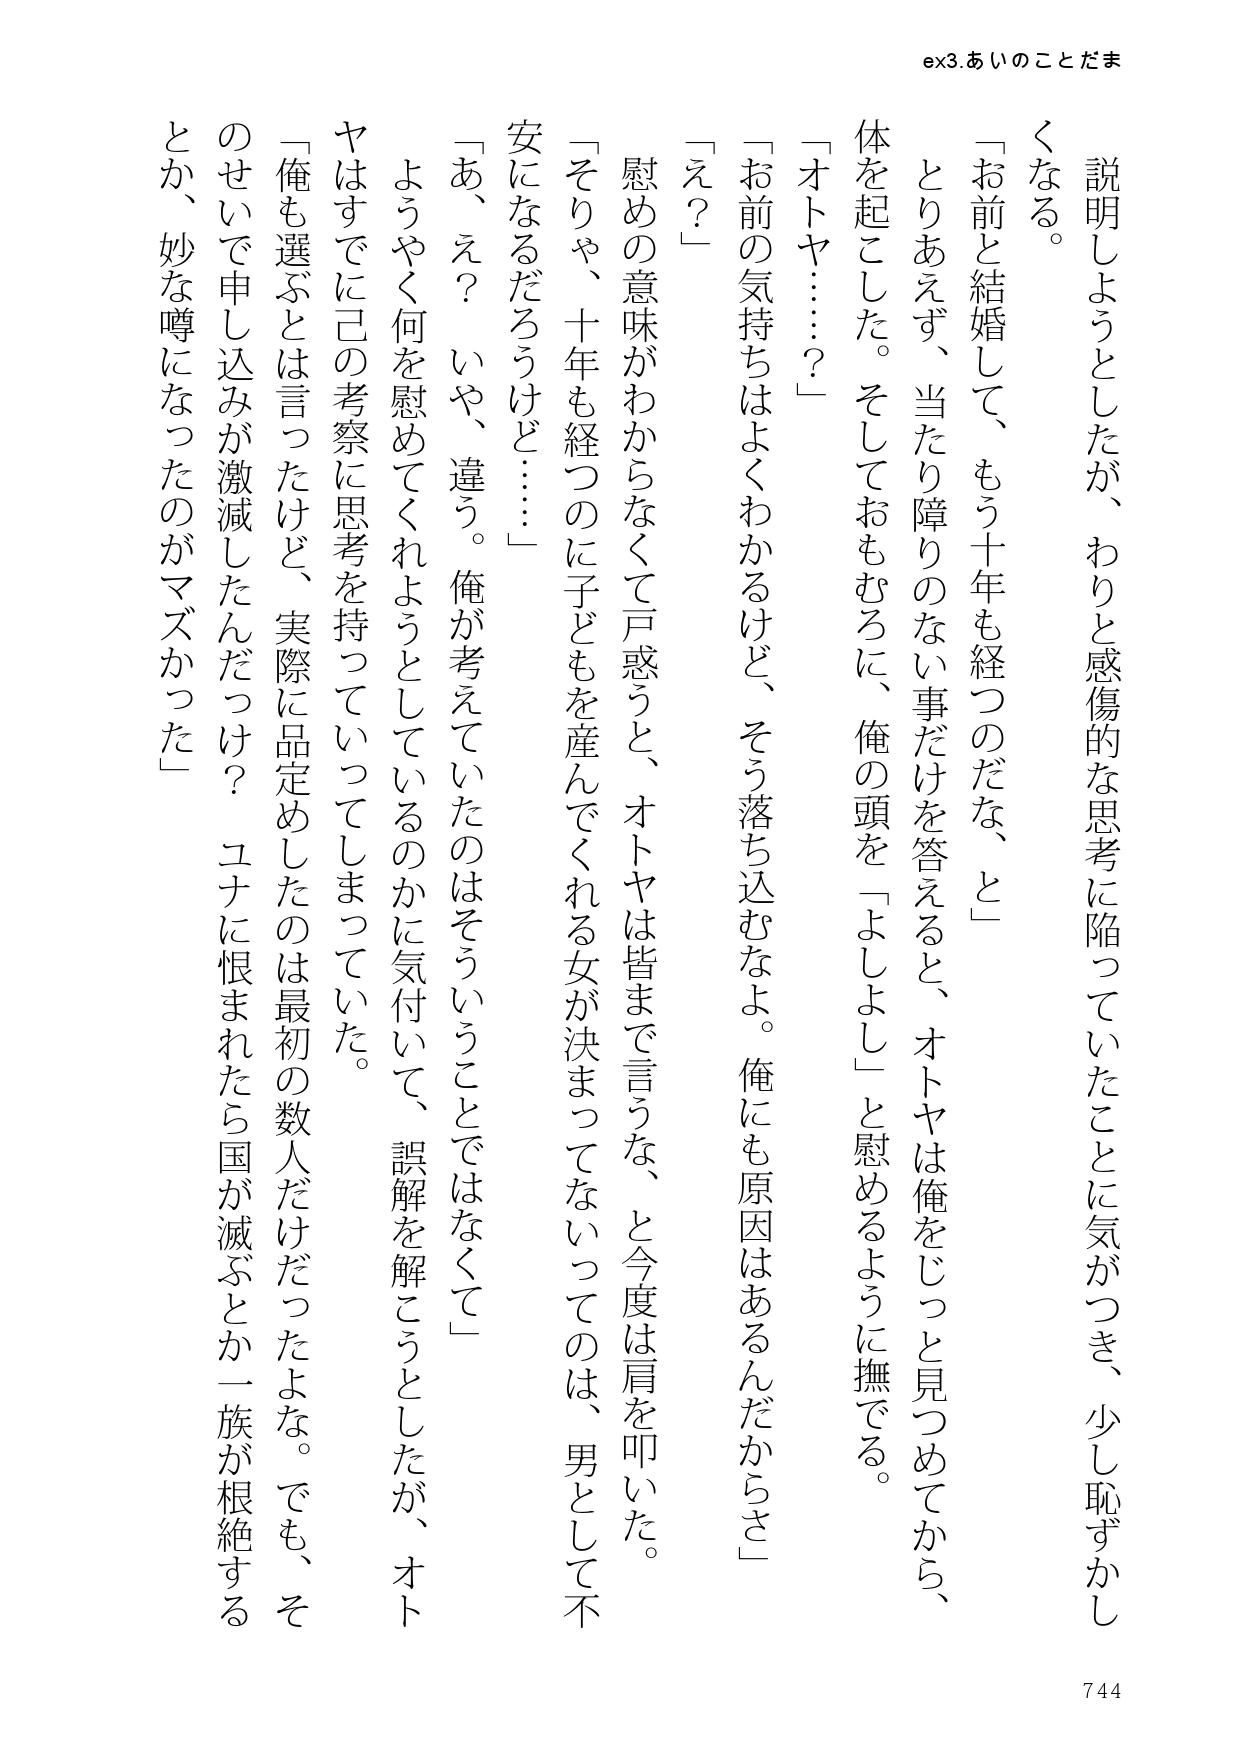 ex3.あいのことだま
　説明しようとしたが、わりと感傷的な思考に陥っていたことに気がつき、少し恥ずかし
くなる。
「お前と結婚して、もう十年も経つのだな、と」
　とりあえず、当たり障りのない事だけを答えると、オトヤは俺をじっと見つめてから、
体を起こした。そしておもむろに、俺の頭を「よしよし」と慰めるように撫でる。
「オトヤ……？」
「お前の気持ちはよくわかるけど、そう落ち込むなよ。俺にも原因はあるんだからさ」
「え？」
　慰めの意味がわからなくて戸惑うと、オトヤは皆まで言うな、と今度は肩を叩いた。
「そりゃ、十年も経つのに子どもを産んでくれる女が決まってないってのは、男として不
安になるだろうけど……」
「あ、え？　いや、違う。俺が考えていたのはそういうことではなくて」
　ようやく何を慰めてくれようとしているのかに気付いて、誤解を解こうとしたが、オト
ヤはすでに己の考察に思考を持っていってしまっていた。
「俺も選ぶとは言ったけど、実際に品定めしたのは最初の数人だけだったよな。でも、そ
のせいで申し込みが激減したんだっけ？　ユナに恨まれたら国が滅ぶとか一族が根絶する
とか、妙な噂になったのがマズかった」
744